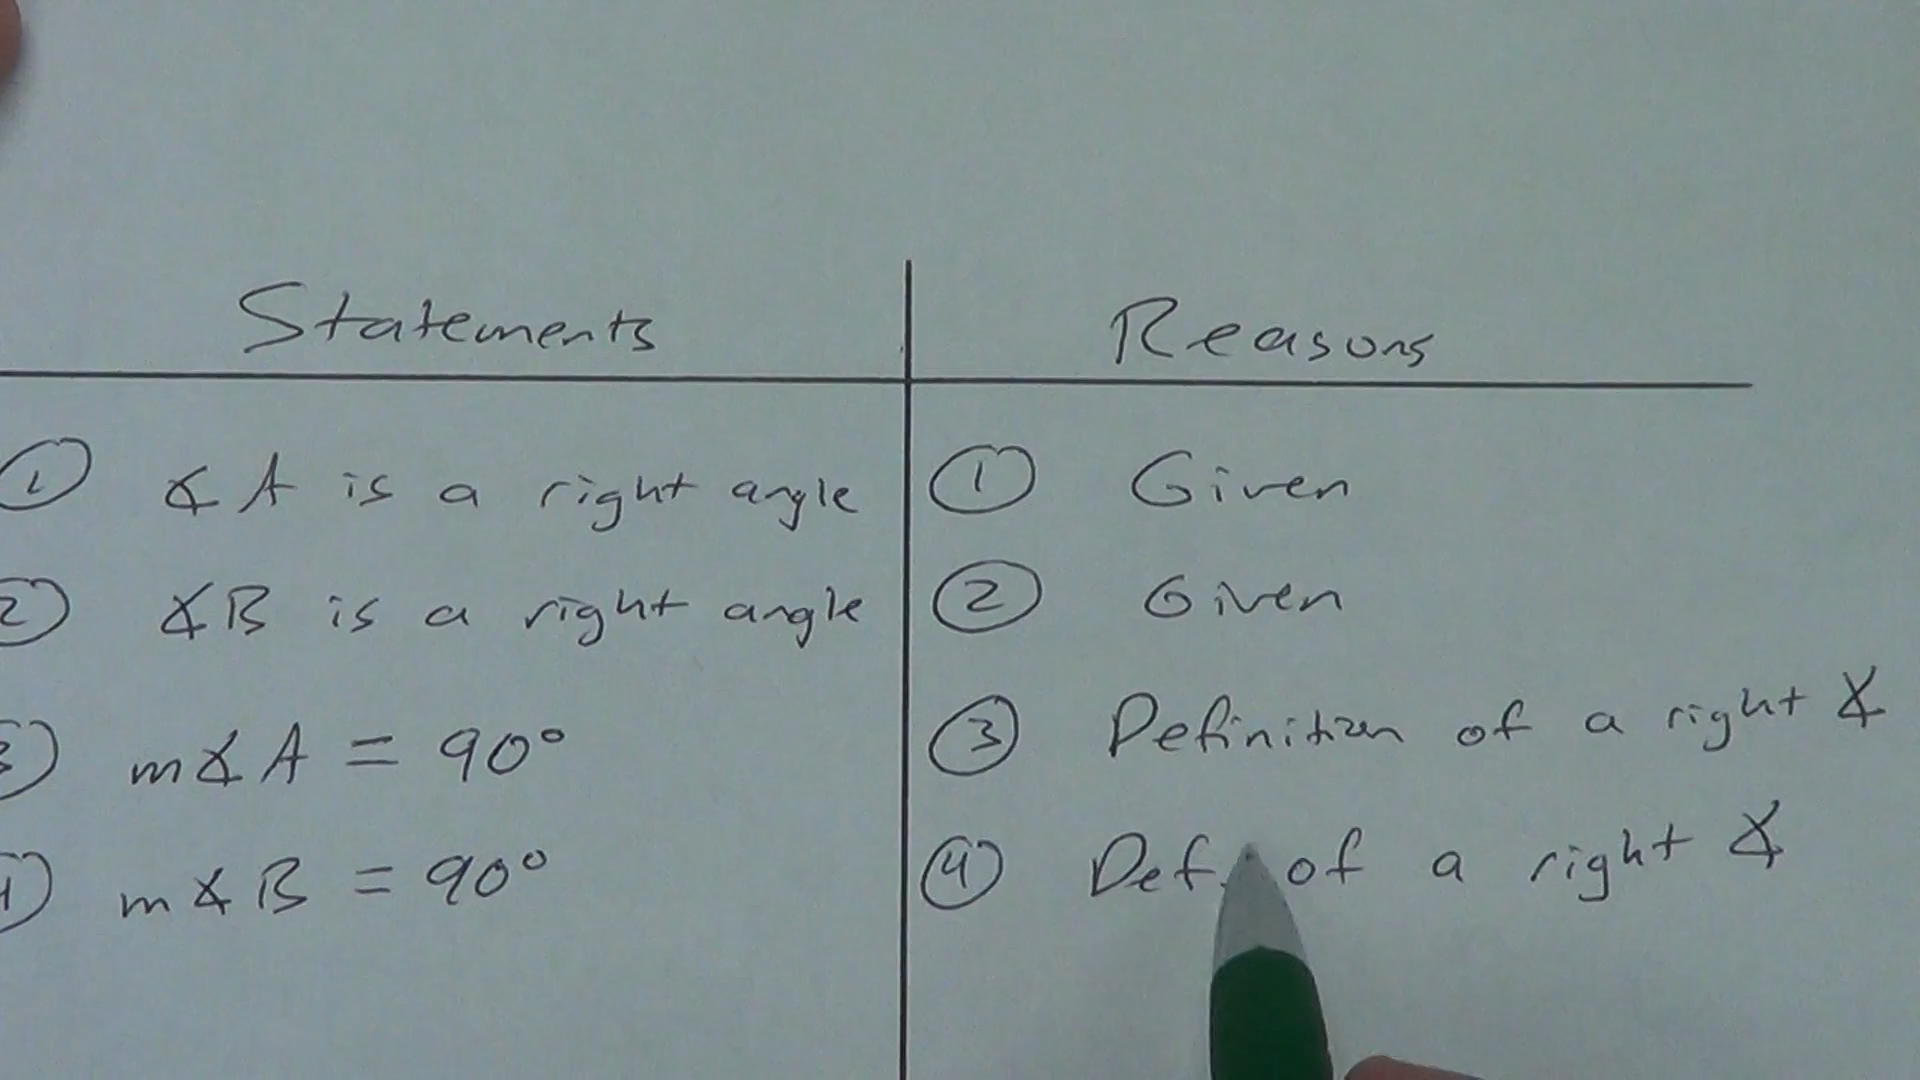 Statements Reasons
① ∡A is a right angle ① Given
② ∡B is a right angle ② Given
③ m∡A = 90° ③ Definition of a right ∡
④ m∡B = 90° ④ Def. of a right ∡